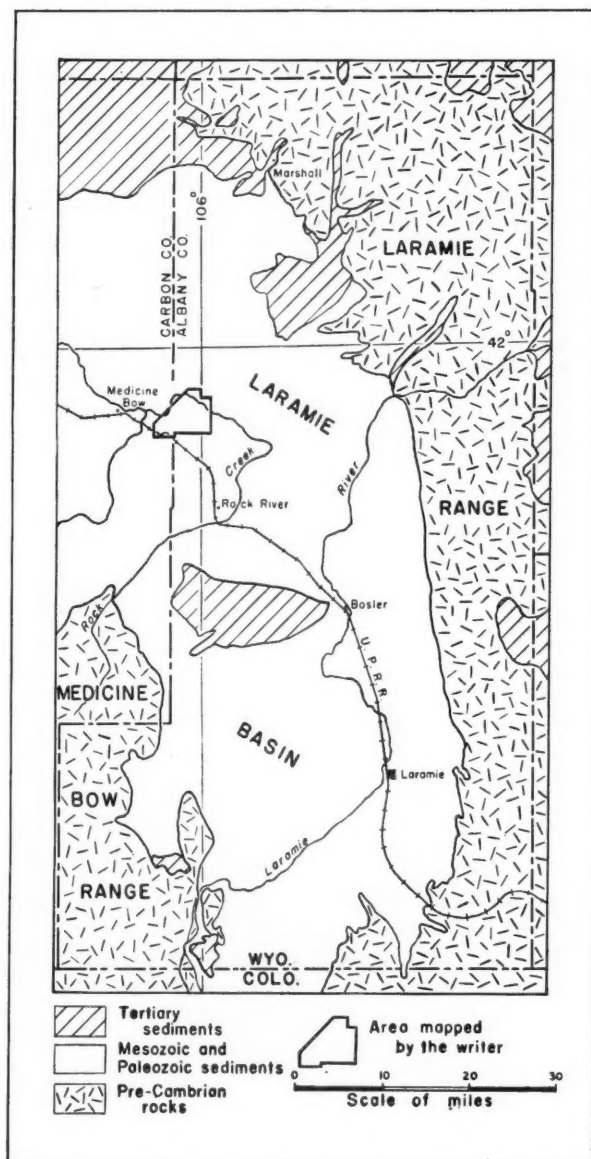 Marshall
106°
CARBON CO.
ALBANY CO.
LARAMIE
42°
Medicine
Bow
LARAMIE
Creek
River
Rock River
RANGE
Rock
Bosler
U. P. R. R.
MEDICINE
BASIN
Laramie
BOW
Laramie
RANGE
WYO.
COLO.
Tertiary
sediments
Area mapped
by the writer
Mesozoic and
Paleozoic sediments
0 10 20 30
Scale of miles
Pre-Cambrian
rocks